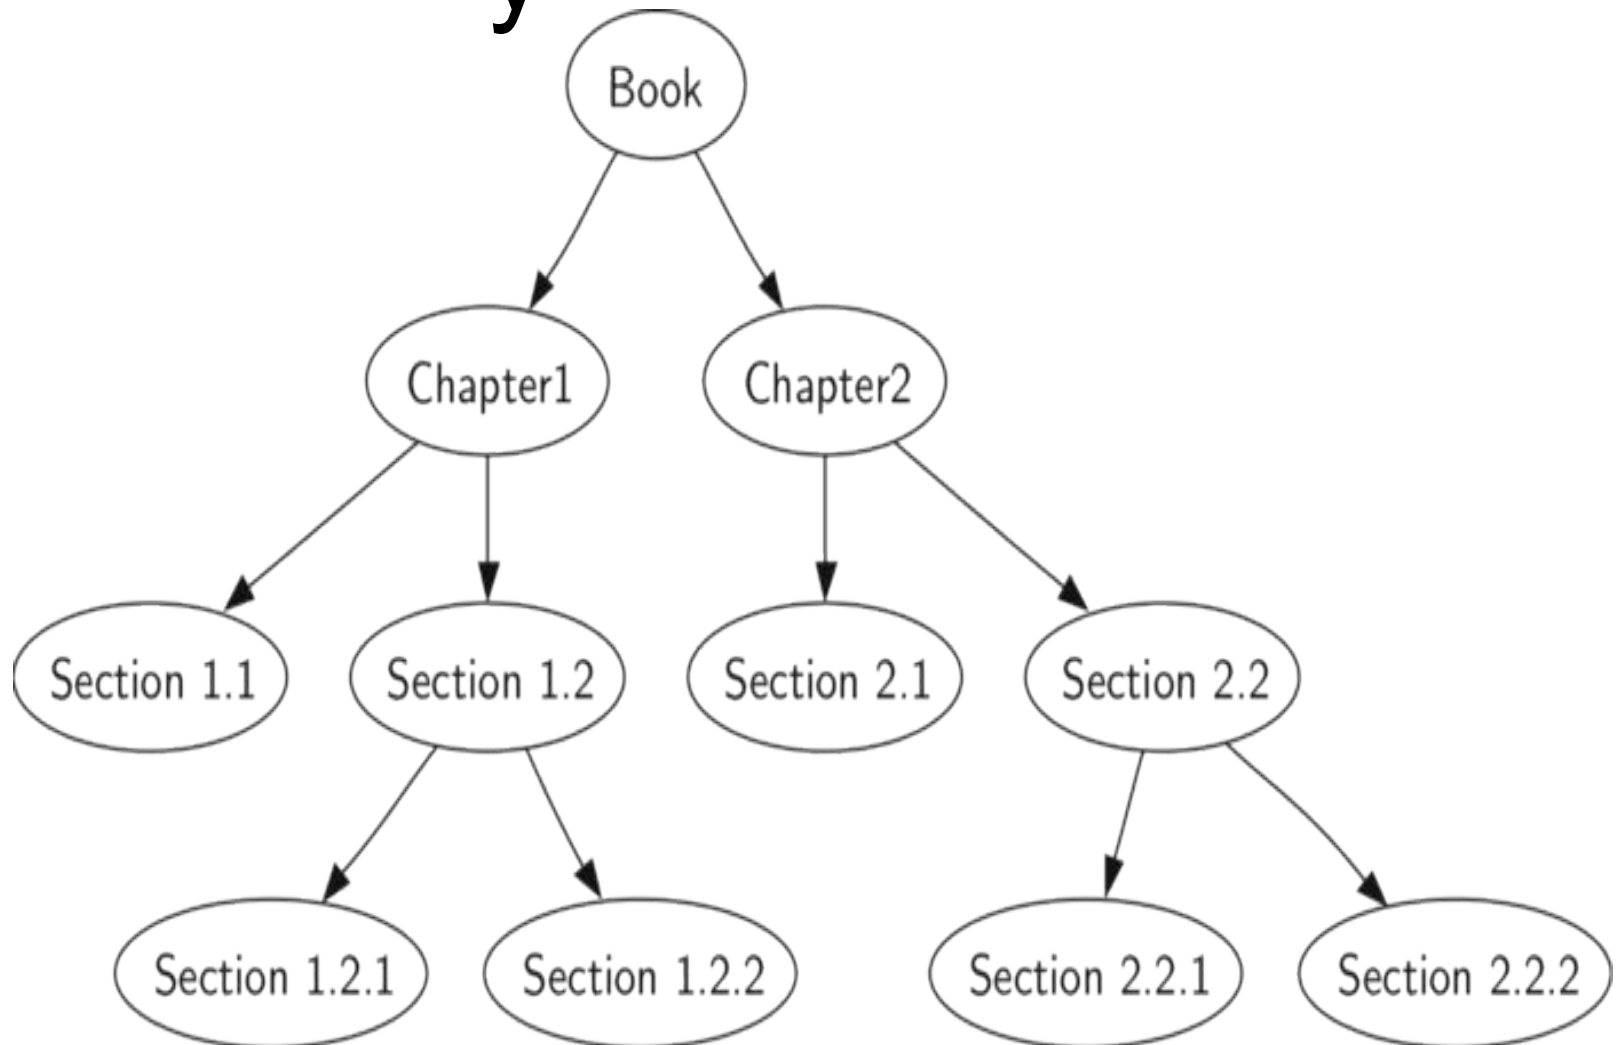 y
Book
Chapter1 Chapter2
Section 1.1 Section 1.2 Section 2.1 Section 2.2
Section 1.2.1 Section 1.2.2 Section 2.2.1 Section 2.2.2